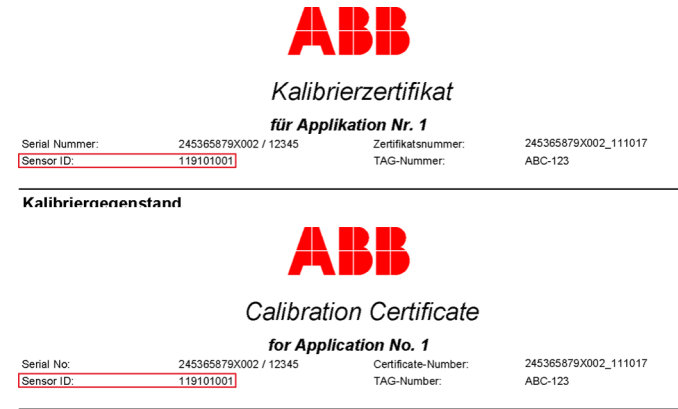 ABB
Kalibrierzertifikat
für Applikation Nr. 1
Serial Nummer: 245365879X002 / 12345 Zertifikatsnummer: 245365879X002_111017
Sensor ID: 119101001 TAG-Nummer: ABC-123
Kalibriergegenstand
ABB
Calibration Certificate
for Application No. 1
Serial No: 245365879X002 / 12345 Certificate-Number: 245365879X002_111017
Sensor ID: 119101001 TAG-Number: ABC-123